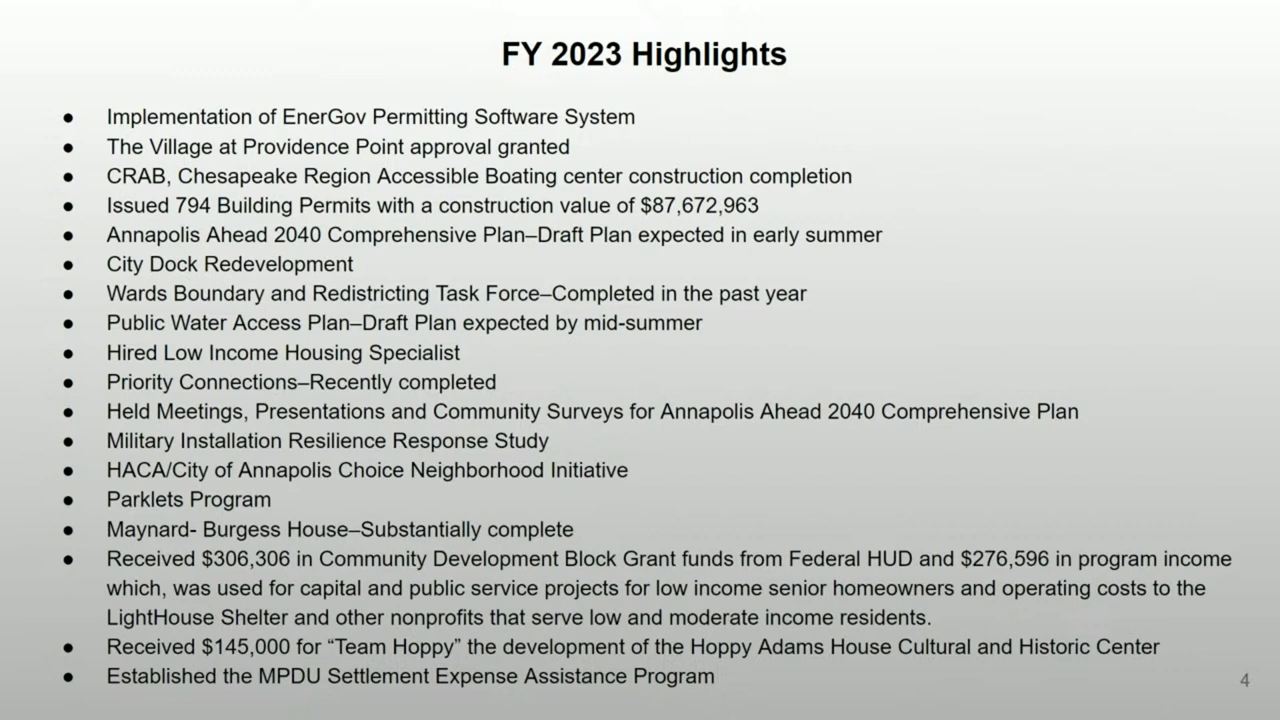 FY 2023 Highlights
● Implementation of EnerGov Permitting Software System
● The Village at Providence Point approval granted
● CRAB, Chesapeake Region Accessible Boating center construction completion
● Issued 794 Building Permits with a construction value of $87,672,963
● Annapolis Ahead 2040 Comprehensive Plan–Draft Plan expected in early summer
● City Dock Redevelopment
● Wards Boundary and Redistricting Task Force–Completed in the past year
● Public Water Access Plan–Draft Plan expected by mid-summer
● Hired Low Income Housing Specialist
● Priority Connections–Recently completed
● Held Meetings, Presentations and Community Surveys for Annapolis Ahead 2040 Comprehensive Plan
● Military Installation Resilience Response Study
● HACA/City of Annapolis Choice Neighborhood Initiative
● Parklets Program
● Maynard- Burgess House–Substantially complete
● Received $306,306 in Community Development Block Grant funds from Federal HUD and $276,596 in program income
which, was used for capital and public service projects for low income senior homeowners and operating costs to the
LightHouse Shelter and other nonprofits that serve low and moderate income residents.
● Received $145,000 for “Team Hoppy” the development of the Hoppy Adams House Cultural and Historic Center
● Established the MPDU Settlement Expense Assistance Program
4